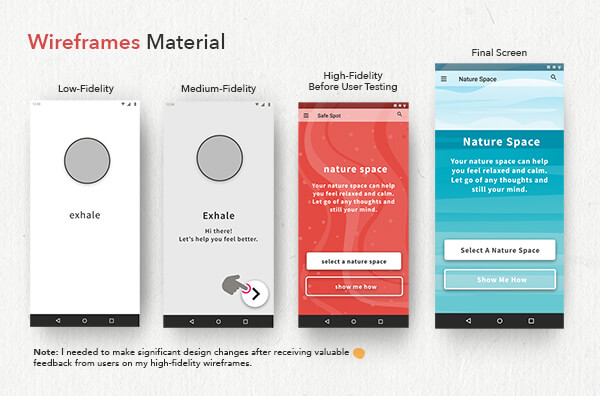 Wireframes Material
Low-Fidelity
exhale
Medium-Fidelity
Exhale
Hi there!
Let's help you feel better.
High-Fidelity
Before User Testing
Safe Spot
nature space
Your nature space can help
you feel relaxed and calm.
Let go of any thoughts and
still your mind.
select a nature space
show me how
Final Screen
Nature Space
Nature Space
Your nature space can help
you feel relaxed and calm.
Let go of any thoughts and
still your mind.
Select A Nature Space
Show Me How
Note: I needed to make significant design changes after receiving valuable
feedback from users on my high-fidelity wireframes.